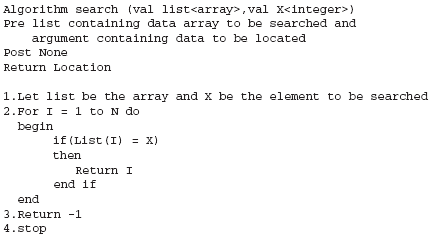 Algorithm search (val list<array>,val X<integer>)
Pre list containing data array to be searched and
argument containing data to be located
Post None
Return Location
1.Let list be the array and X be the element to be searched
2.For I = 1 to N do
begin
if(List(I) = X)
then
Return I
end if
end
3.Return -1
4.stop